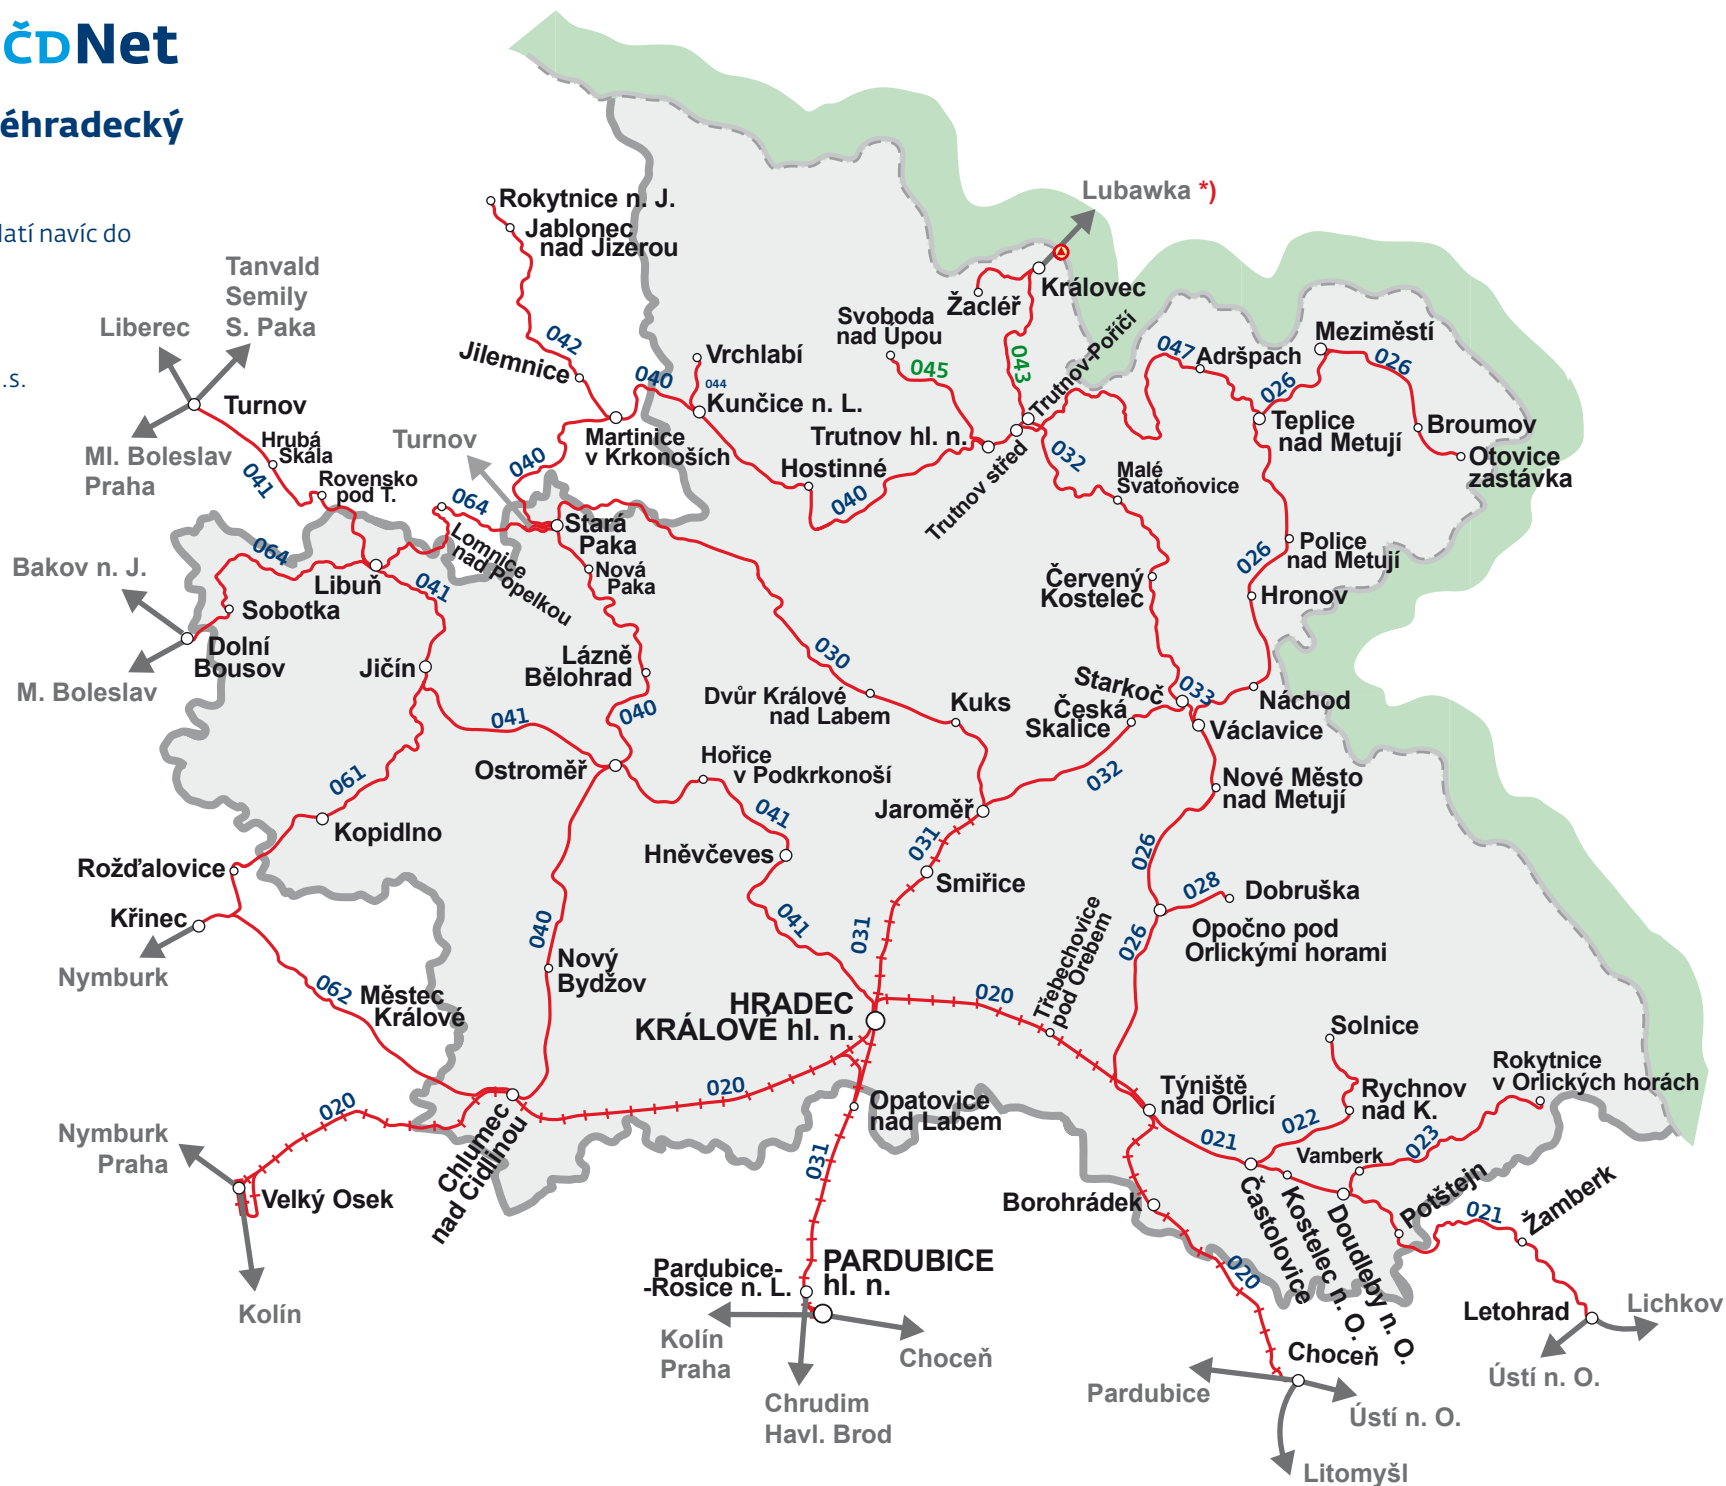 ČDNet
éhradecký
latí navíc do
.s.
Lubawka *)
Rokytnice n. J.
Jablonec
nad Jizerou
Tanvald
Semily
S. Paka
Liberec
Královec
Žacléř
Svoboda
nad Úpou
Trutnov-Poříčí
Meziměstí
042
Jilemnice
Vrchlabí
040
044
045
043
047
Adršpach
026
026
Turnov
Kunčice n. L.
Teplice
nad Metují
Broumov
Hrubá
Skála
Turnov
Martinice
v Krkonoších
Trutnov hl. n.
Otovice
zastávka
Ml. Boleslav
Praha
041
Rovensko
pod T.
040
Hostinné
040
Trutnov střed
032
Malé
Svatoňovice
064
Stará
Paka
Lomnice
nad Popelkou
Police
nad Metují
064
Bakov n. J.
Libuň
041
Nová
Paka
Červený
Kostelec
026
Hronov
Sobotka
Dolní
Bousov
M. Boleslav
Jičín
Lázně
Bělohrad
030
Starkoč
033
Náchod
Dvůr Králové
nad Labem
Kuks
Česká
Skalice
Václavice
041
040
Ostroměř
Hořice
v Podkrkonoší
032
Nové Město
nad Metují
061
Kopidlno
041
Jaroměř
031
Hněvčeves
026
Rožďalovice
Smiřice
028
Dobruška
Křinec
Nymburk
040
041
031
Opočno pod
Orlickými horami
026
Třebechovice
pod Orebem
Nový
Bydžov
062
Městec
Králové
HRADEC
KRÁLOVÉ hl. n.
020
Solnice
Rokytnice
v Orlických horách
020
020
Týniště
nad Orlicí
Rychnov
nad K.
Opatovice
nad Labem
Chlumec
nad Cidlinou
Nymburk
Praha
031
021
022
023
Vamberk
Velký Osek
Borohrádek
Častolovice
Kostelec n. O.
Doudleby n. O.
Potštejn
021
Žamberk
Kolín
Pardubice-
-Rosice n. L.
PARDUBICE
hl. n.
020
Letohrad
Lichkov
Kolín
Praha
Choceň
Choceň
Ústí n. O.
Chrudim
Havl. Brod
Pardubice
Ústí n. O.
Litomyšl